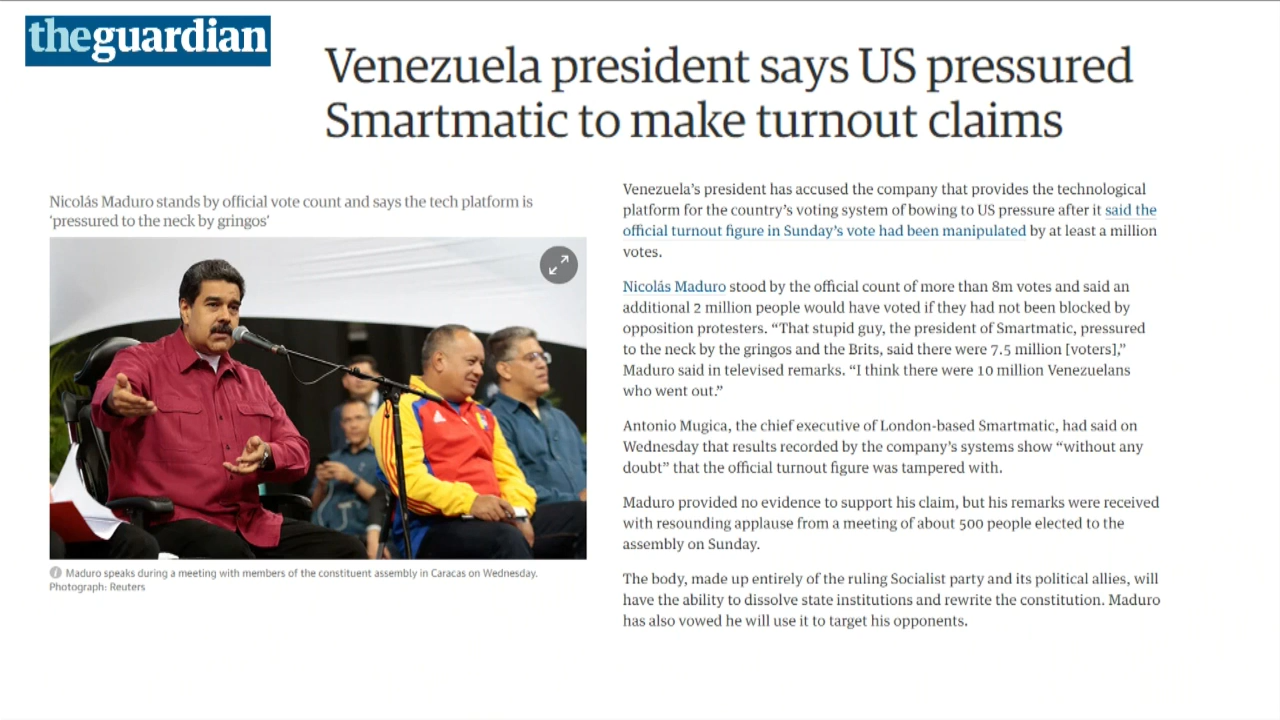 theguardian
Venezuela president says US pressured
Smartmatic to make turnout claims
Nicolás Maduro stands by official vote count and says the tech platform is
‘pressured to the neck by gringos’
Maduro speaks during a meeting with members of the constituent assembly in Caracas on Wednesday.
Photograph: Reuters
Venezuela’s president has accused the company that provides the technological
platform for the country’s voting system of bowing to US pressure after it said the
official turnout figure in Sunday’s vote had been manipulated by at least a million
votes.
Nicolás Maduro stood by the official count of more than 8m votes and said an
additional 2 million people would have voted if they had not been blocked by
opposition protesters. “That stupid guy, the president of Smartmatic, pressured
to the neck by the gringos and the Brits, said there were 7.5 million [voters],”
Maduro said in televised remarks. “I think there were 10 million Venezuelans
who went out.”
Antonio Mugica, the chief executive of London-based Smartmatic, had said on
Wednesday that results recorded by the company’s systems show “without any
doubt” that the official turnout figure was tampered with.
Maduro provided no evidence to support his claim, but his remarks were received
with resounding applause from a meeting of about 500 people elected to the
assembly on Sunday.
The body, made up entirely of the ruling Socialist party and its political allies, will
have the ability to dissolve state institutions and rewrite the constitution. Maduro
has also vowed he will use it to target his opponents.